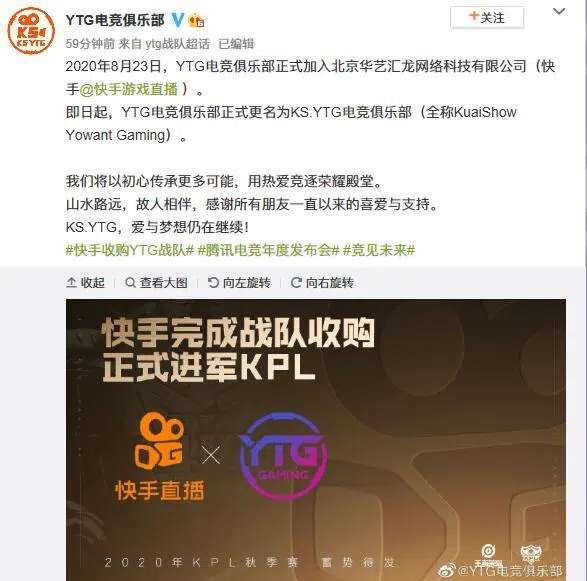 KS
KS YTG
YTG电竞俱乐部
+关注
59分钟前 来自 ytg战队超话 已编辑
2020年8月23日，YTG电竞俱乐部正式加入北京华艺汇龙网络科技有限公司（快
手@快手游戏直播 ）。
即日起，YTG电竞俱乐部正式更名为KS.YTG电竞俱乐部（全称KuaiShow
Yowant Gaming）。
我们将以初心传承更多可能，用热爱竞逐荣耀殿堂。
山水路远，故人相伴，感谢所有朋友一直以来的喜爱与支持。
KS.YTG，爱与梦想仍在继续！
#快手收购YTG战队# #腾讯电竞年度发布会# #竞见未来#
收起 查看大图 向左旋转 向右旋转
快手完成战队收购
正式进军KPL
快手直播
YTG
GAMING
2020年KPL秋季赛 蓄势待发
@YTG电竞俱乐部